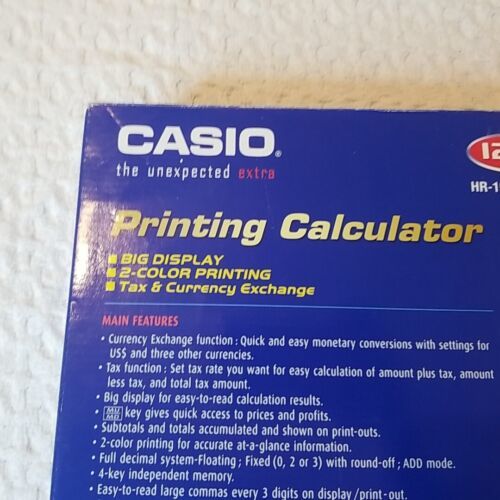 CASIO®
the unexpected extra
12
HR-1
Printing Calculator
BIG DISPLAY
2-COLOR PRINTING
Tax & Currency Exchange
MAIN FEATURES
• Currency Exchange function : Quick and easy monetary conversions with settings for
US$ and three other currencies.
• Tax function : Set tax rate you want for easy calculation of amount plus tax, amount
less tax, and total tax amount.
• Big display for easy-to-read calculation results.
• MU MD key gives quick access to prices and profits.
• Subtotals and totals accumulated and shown on print-outs.
• 2-color printing for accurate at-a-glance information.
• Full decimal system-Floating ; Fixed (0, 2 or 3) with round-off ; ADD mode.
• 4-key independent memory.
• Easy-to-read large commas every 3 digits on display/print-out.